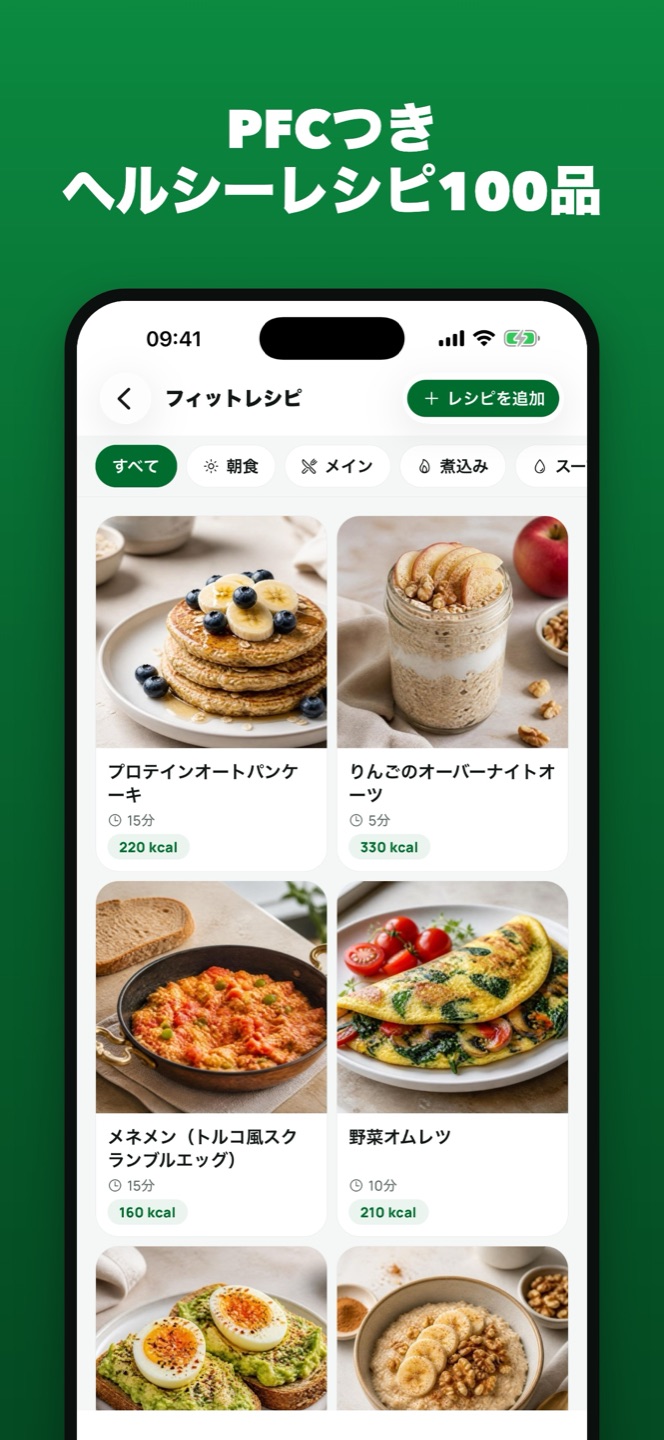 PFCつき
ヘルシーレシピ100品
09:41
フィットレシピ
＋ レシピを追加
すべて
朝食
メイン
煮込み
スー
プロテインオートパンケ
ーキ
りんごのオーバーナイトオ
ーツ
15分
5分
220 kcal
330 kcal
メネメン（トルコ風スク
ランブルエッグ）
野菜オムレツ
15分
10分
160 kcal
210 kcal